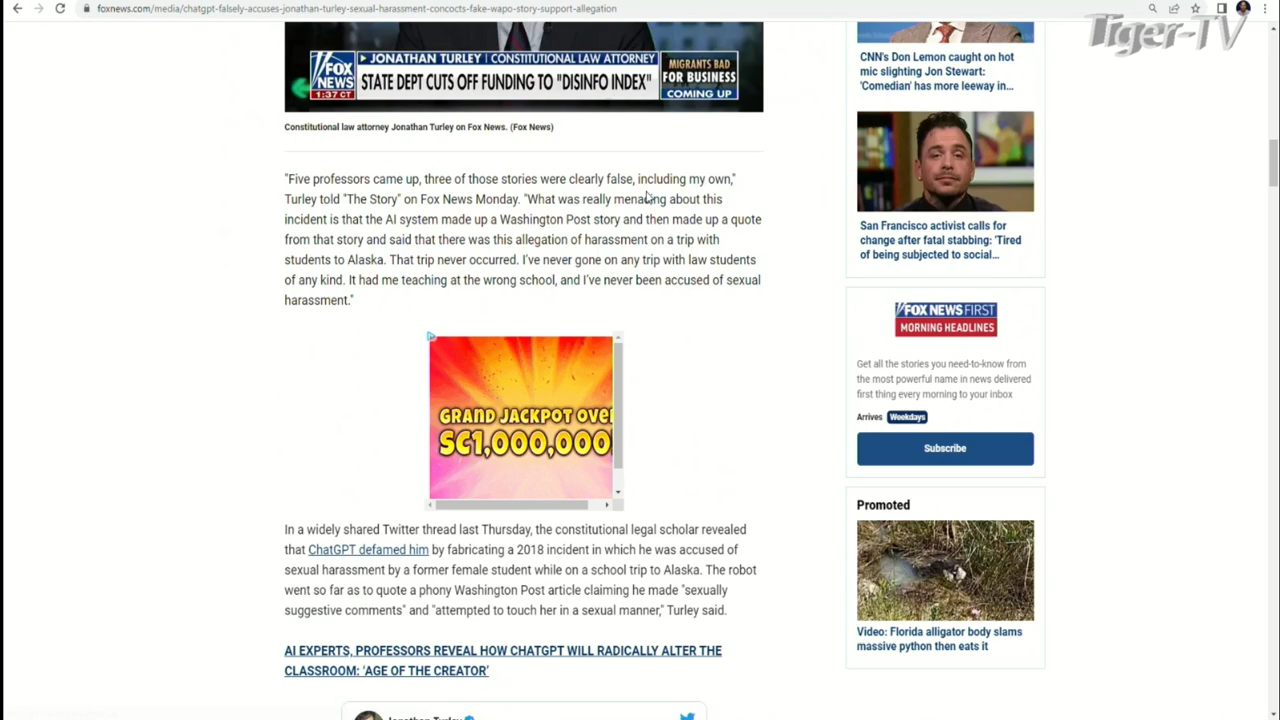 foxnews.com/media/chatgpt-falsely-accuses-jonathan-turley-sexual-harassment-concocts-fake-wapo-story-support-allegation
Tiger-TV
FOX
NEWS
1:37 CT
JONATHAN TURLEY | CONSTITUTIONAL LAW ATTORNEY
STATE DEPT CUTS OFF FUNDING TO "DISINFO INDEX"
MIGRANTS BAD
FOR BUSINESS
COMING UP
Constitutional law attorney Jonathan Turley on Fox News. (Fox News)
"Five professors came up, three of those stories were clearly false, including my own,"
Turley told "The Story" on Fox News Monday. "What was really menacing about this
incident is that the AI system made up a Washington Post story and then made up a quote
from that story and said that there was this allegation of harassment on a trip with
students to Alaska. That trip never occurred. I've never gone on any trip with law students
of any kind. It had me teaching at the wrong school, and I've never been accused of sexual
harassment."
GRAND JACKPOT OVE
SC1,000,000
In a widely shared Twitter thread last Thursday, the constitutional legal scholar revealed
that ChatGPT defamed him by fabricating a 2018 incident in which he was accused of
sexual harassment by a former female student while on a school trip to Alaska. The robot
went so far as to quote a phony Washington Post article claiming he made "sexually
suggestive comments" and "attempted to touch her in a sexual manner," Turley said.
AI EXPERTS, PROFESSORS REVEAL HOW CHATGPT WILL RADICALLY ALTER THE
CLASSROOM: 'AGE OF THE CREATOR'
Jonathan Turley
CNN's Don Lemon caught on hot
mic slighting Jon Stewart:
'Comedian' has more leeway in...
San Francisco activist calls for
change after fatal stabbing: 'Tired
of being subjected to social...
FOX NEWS FIRST
MORNING HEADLINES
Get all the stories you need-to-know from
the most powerful name in news delivered
first thing every morning to your inbox
Arrives Weekdays
Subscribe
Promoted
Video: Florida alligator body slams
massive python then eats it